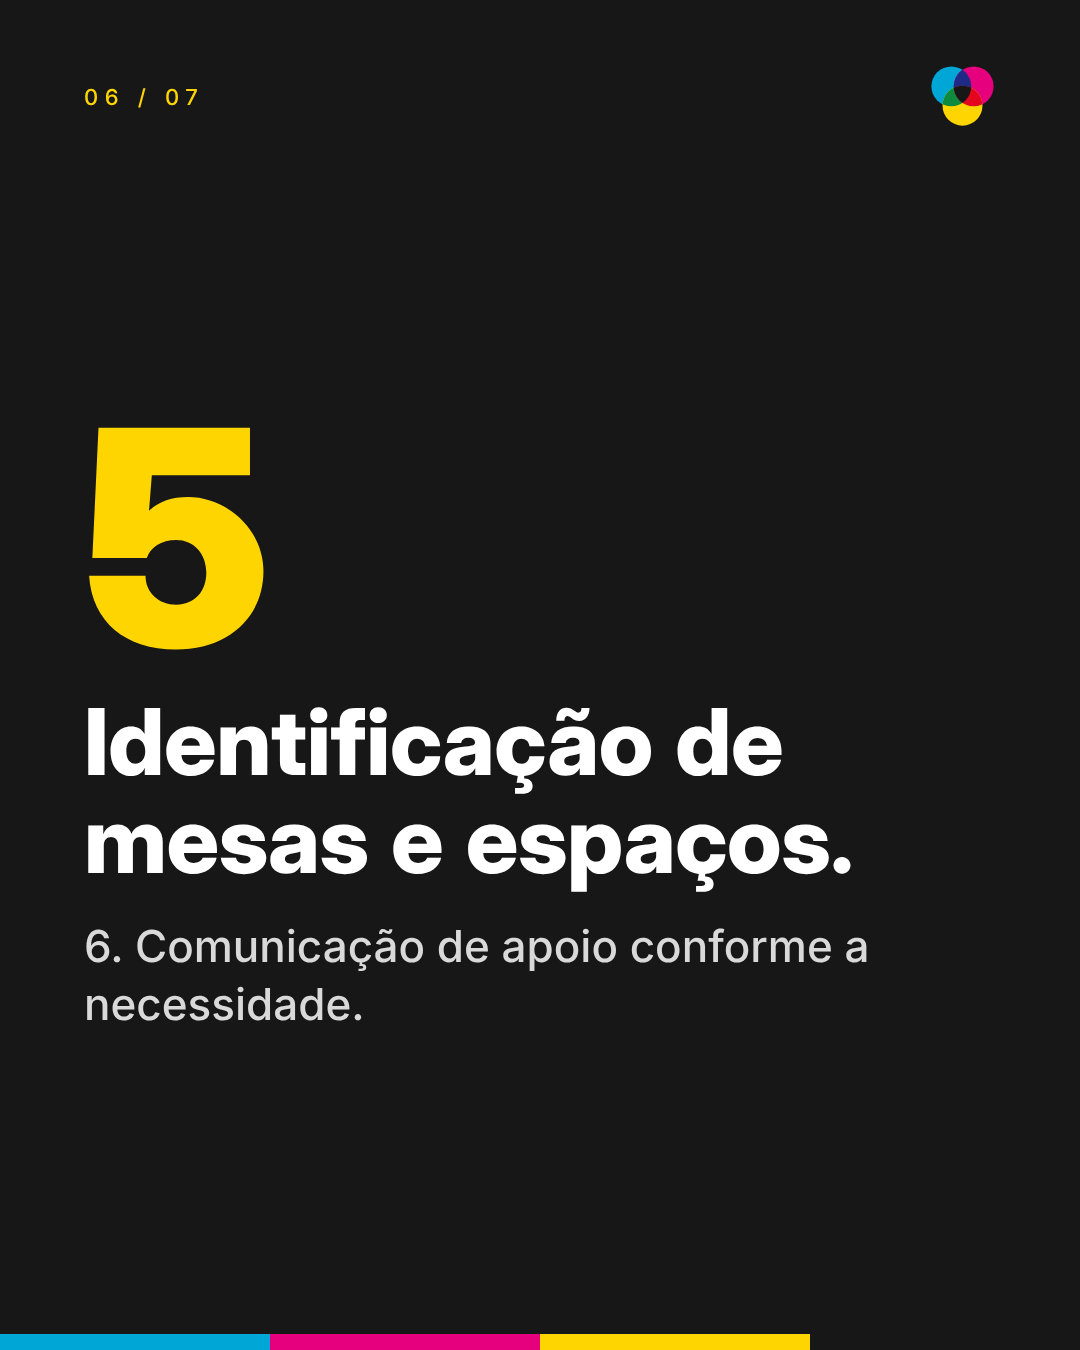 06 / 07
5
Identificação de
mesas e espaços.
6. Comunicação de apoio conforme a
necessidade.